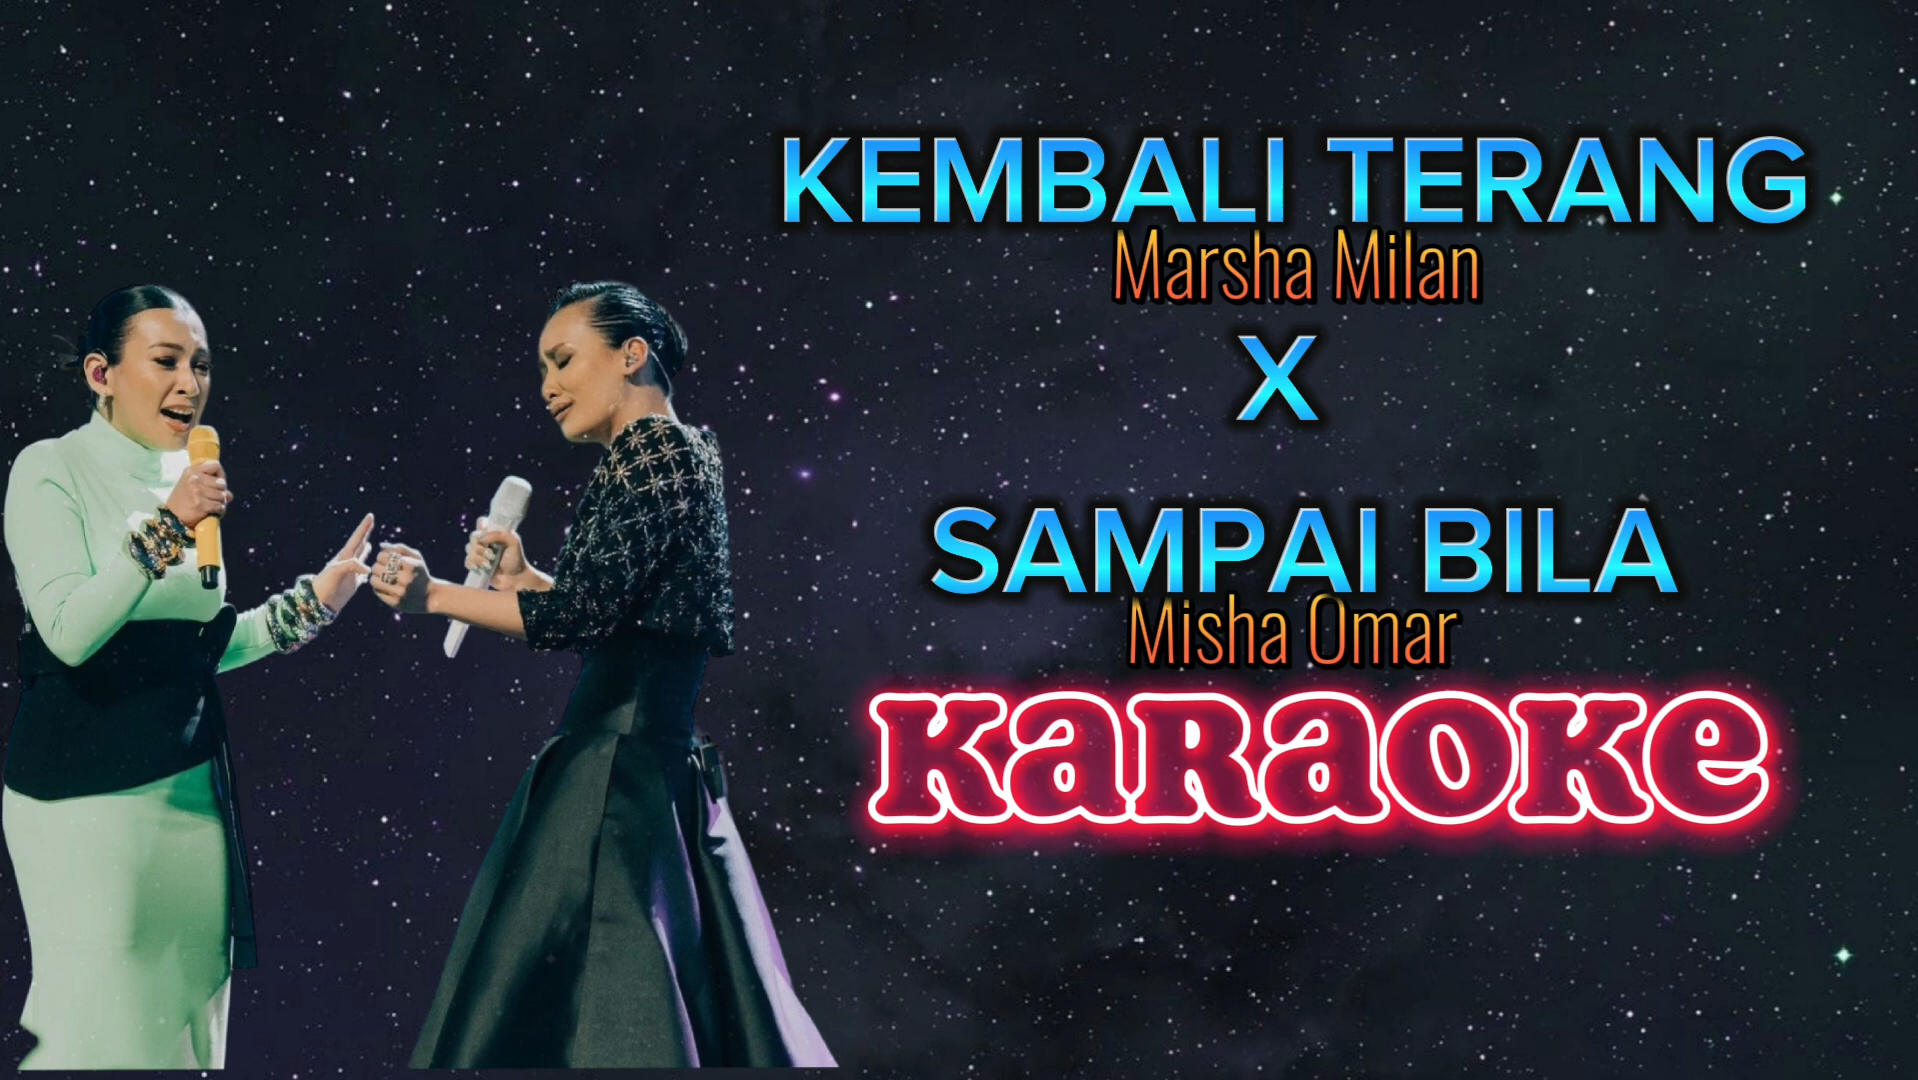 KEMBALI TERANG
Marsha Milan
X
SAMPAI BILA
Misha Omar
KaRaOKe